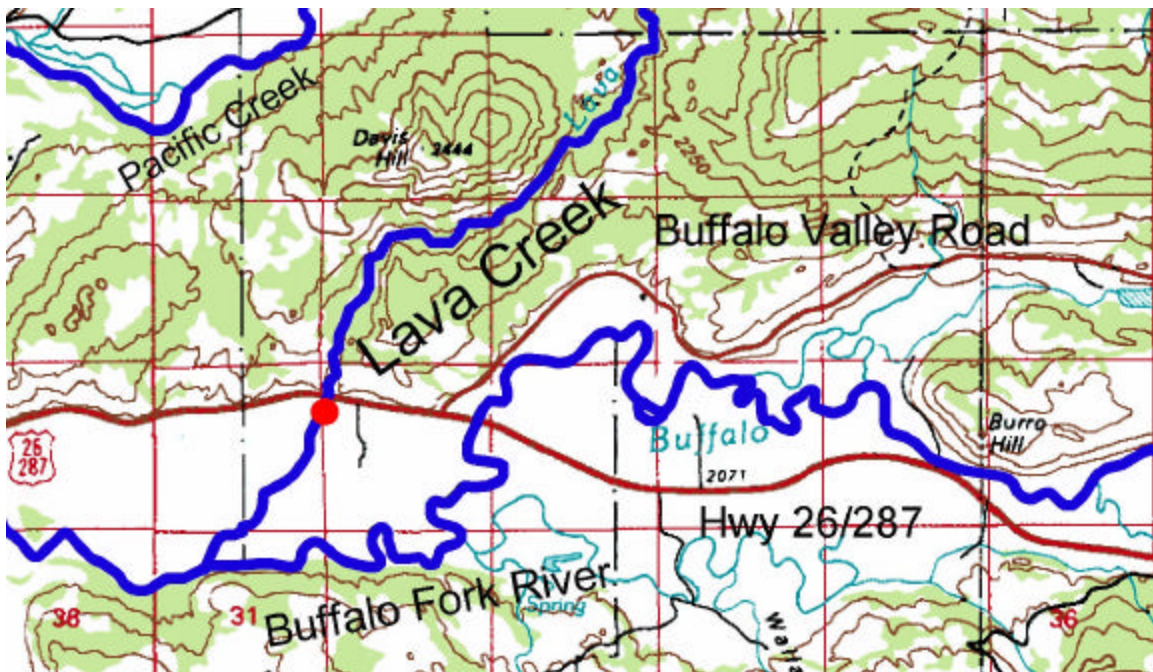 Pacific Creek
Lava
Davis
Hill
2444
2250
Lava Creek
Buffalo Valley Road
26
287
Buffalo
2071
Burro
Hill
Hwy 26/287
Buffalo Fork River
Spring
31
36